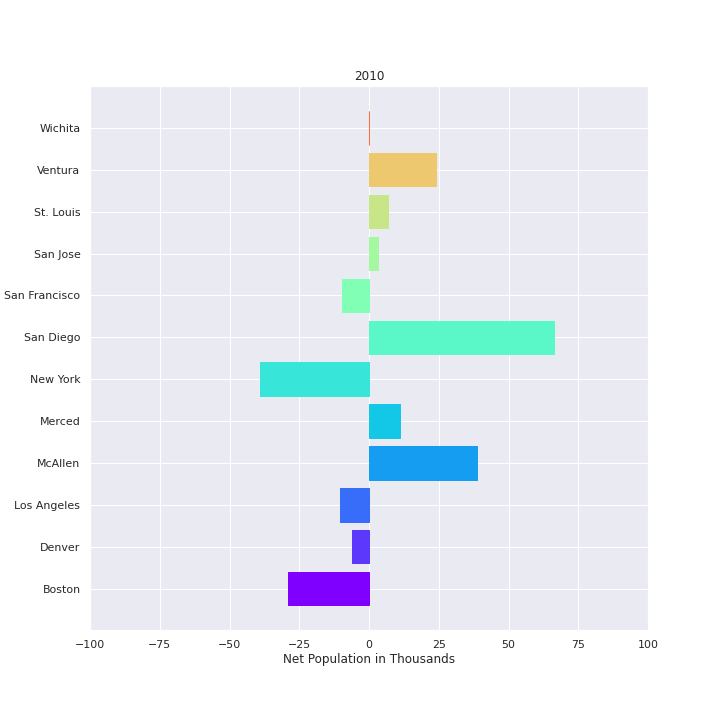 2010
Wichita
Ventura
St. Louis
San Jose
San Francisco
San Diego
New York
Merced
McAllen
Los Angeles
Denver
Boston
−100 −75 −50 −25 0 25 50 75 100
Net Population in Thousands